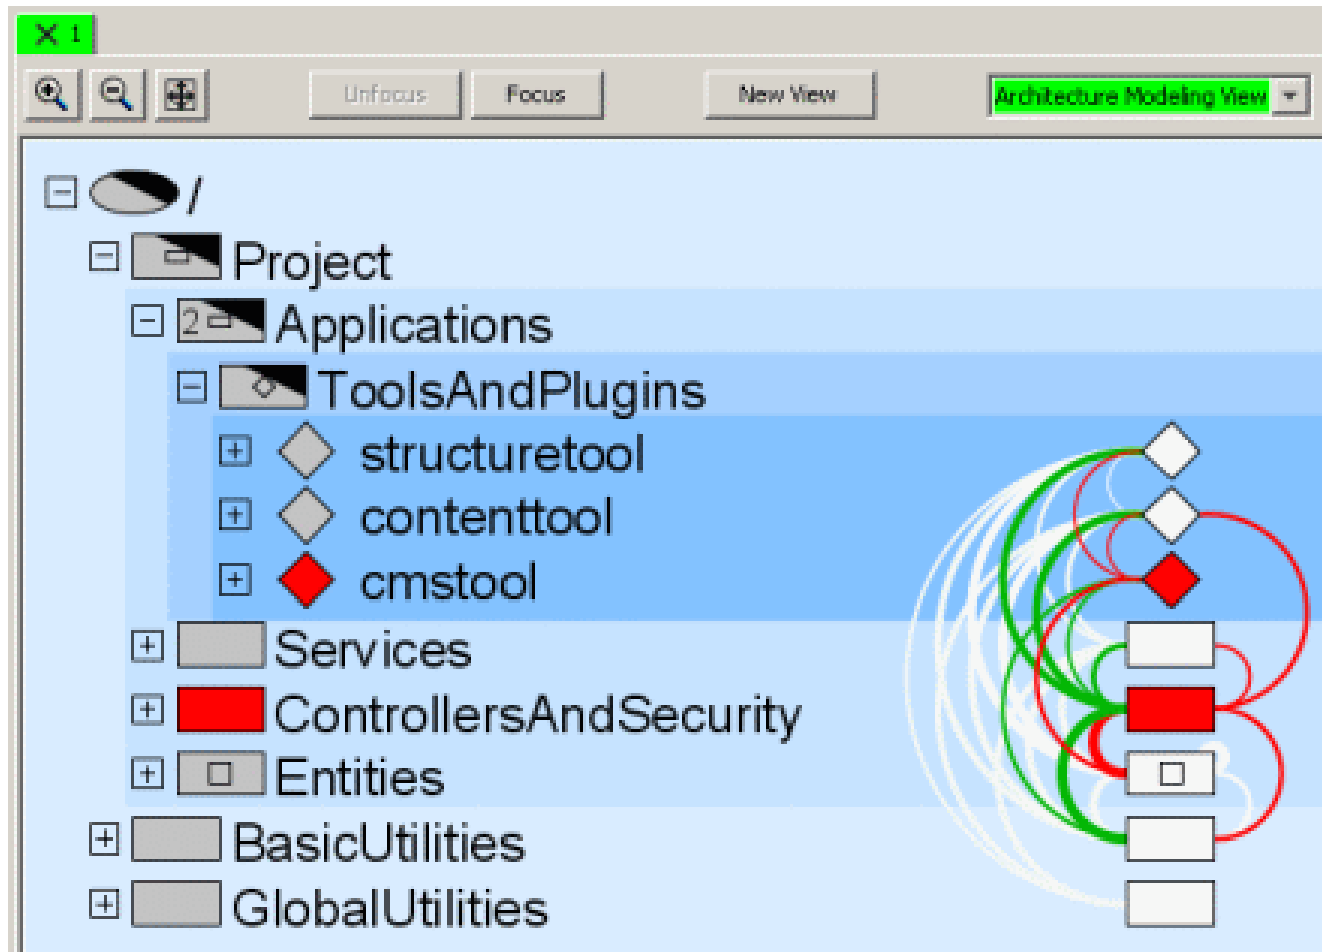 1
Unfocus Focus New View Architecture Modeling View
/
Project
2 Applications
ToolsAndPlugins
structuretool
contenttool
cmstool
Services
ControllersAndSecurity
Entities
BasicUtilities
GlobalUtilities